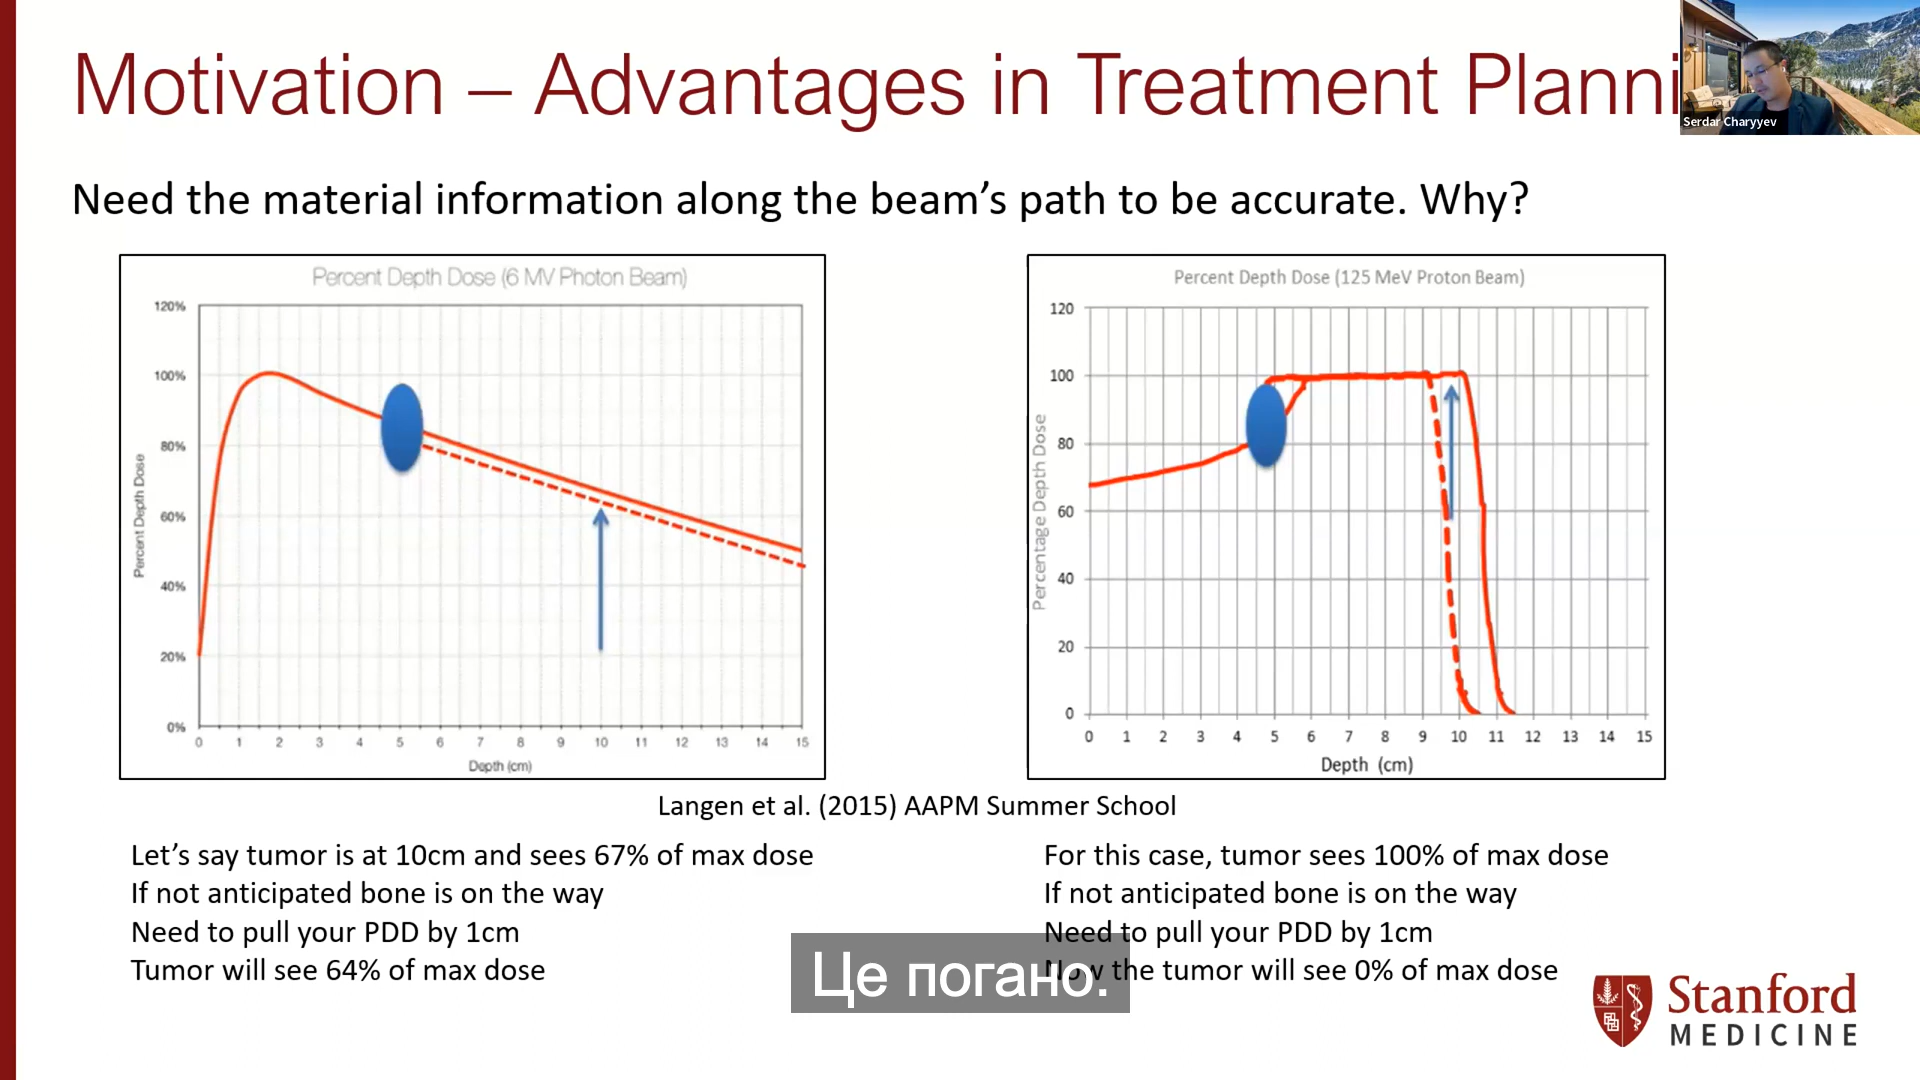 Motivation – Advantages in Treatment Planni
Serdar Charyyev
Need the material information along the beam's path to be accurate. Why?
Percent Depth Dose (6 MV Photon Beam)
120%
100%
80%
60%
40%
20%
0%
Percent Depth Dose
0 1 2 3 4 5 6 7 8 9 10 11 12 13 14 15
Depth (cm)
Percent Depth Dose (125 MeV Proton Beam)
120
100
80
60
40
20
0
Percentage Depth Dose
0 1 2 3 4 5 6 7 8 9 10 11 12 13 14 15
Depth (cm)
Langen et al. (2015) AAPM Summer School
Let's say tumor is at 10cm and sees 67% of max dose
If not anticipated bone is on the way
Need to pull your PDD by 1cm
Tumor will see 64% of max dose
For this case, tumor sees 100% of max dose
If not anticipated bone is on the way
Need to pull your PDD by 1cm
Now the tumor will see 0% of max dose
Це погано.
Stanford
MEDICINE